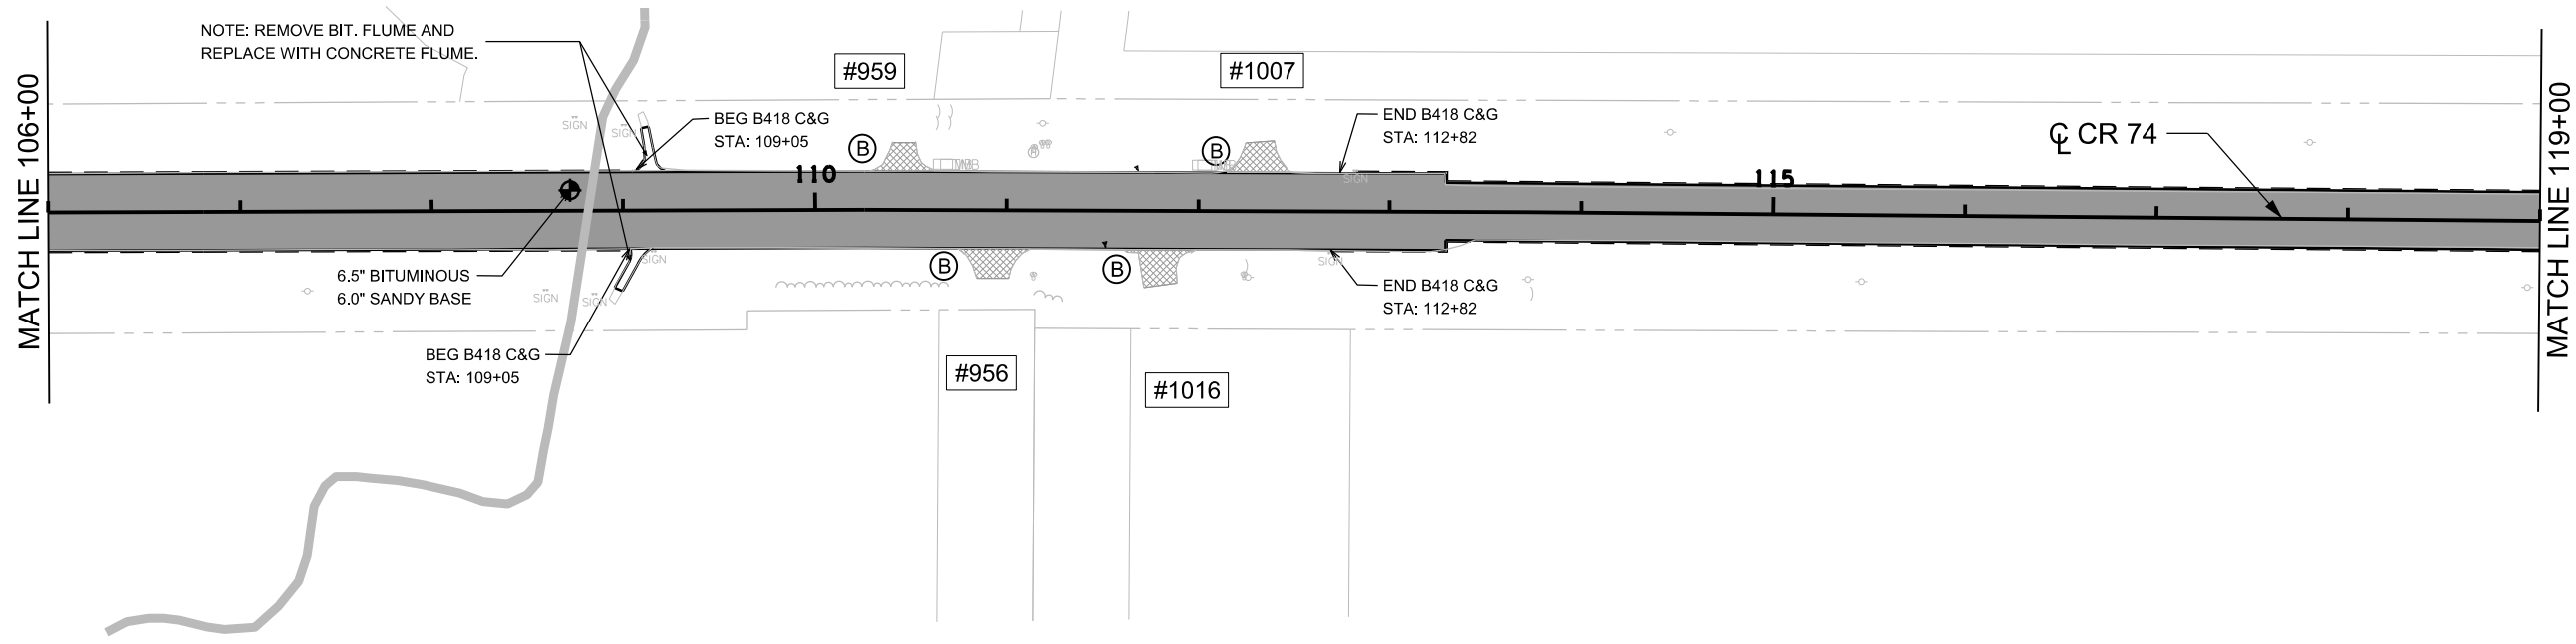 NOTE: REMOVE BIT. FLUME AND
REPLACE WITH CONCRETE FLUME.
#959
#1007
MATCH LINE 106+00
MATCH LINE 119+00
SIGN
SIGN
BEG B418 C&G
STA: 109+05
END B418 C&G
STA: 112+82
℄ CR 74
B
B
110
115
SIGN
SIGN
SIGN
B
B
6.5" BITUMINOUS
6.0" SANDY BASE
SIGN
SIGN
END B418 C&G
STA: 112+82
BEG B418 C&G
STA: 109+05
#956
#1016